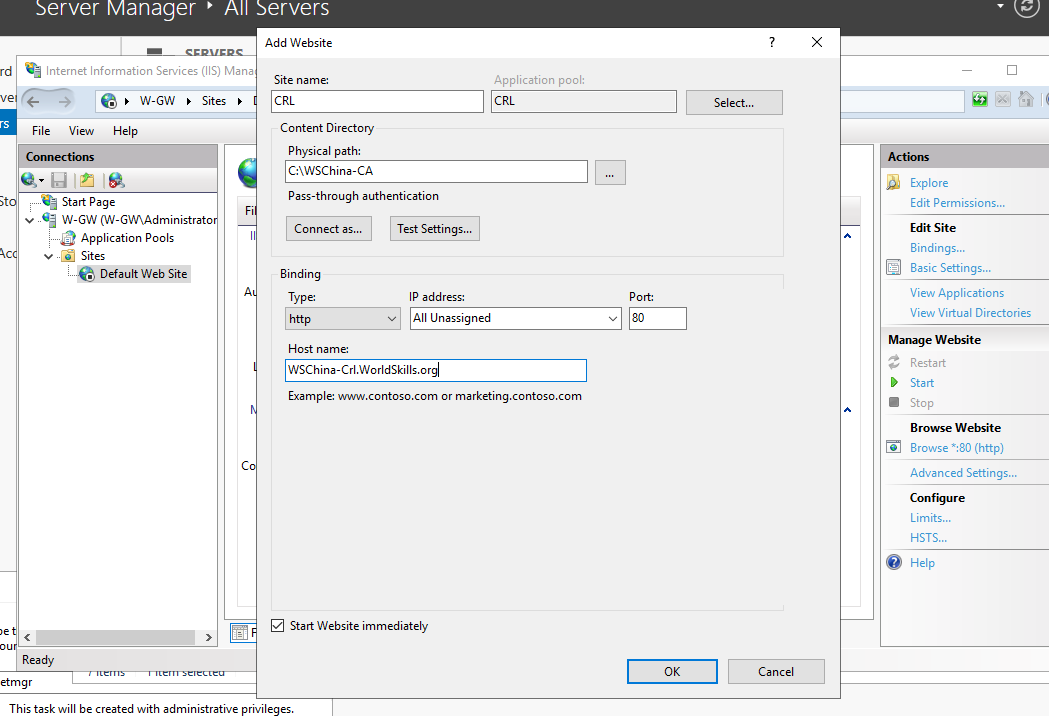 Server Manager ‣ All Servers
SERVERS
Add Website
? 
Internet Information Services (IIS) Mana
W-GW
Sites
File View Help
Connections
Start Page
W-GW (W-GW\Administrator
Application Pools
Sites
Default Web Site
Ready
Site name:
Application pool:
CRL
CRL
Select...
Content Directory
Physical path:
C:\WSChina-CA
...
Pass-through authentication
Connect as...
Test Settings...
Binding
Type:
IP address:
Port:
http
All Unassigned
80
Host name:
WSChina-Crl.WorldSkills.org
Example: www.contoso.com or marketing.contoso.com
Start Website immediately
OK
Cancel
Actions
Explore
Edit Permissions...
Edit Site
Bindings...
Basic Settings...
View Applications
View Virtual Directories
Manage Website
Restart
Start
Stop
Browse Website
Browse *:80 (http)
Advanced Settings...
Configure
Limits...
HSTS...
Help
7 items
1 item selected
etmgr
This task will be created with administrative privileges.